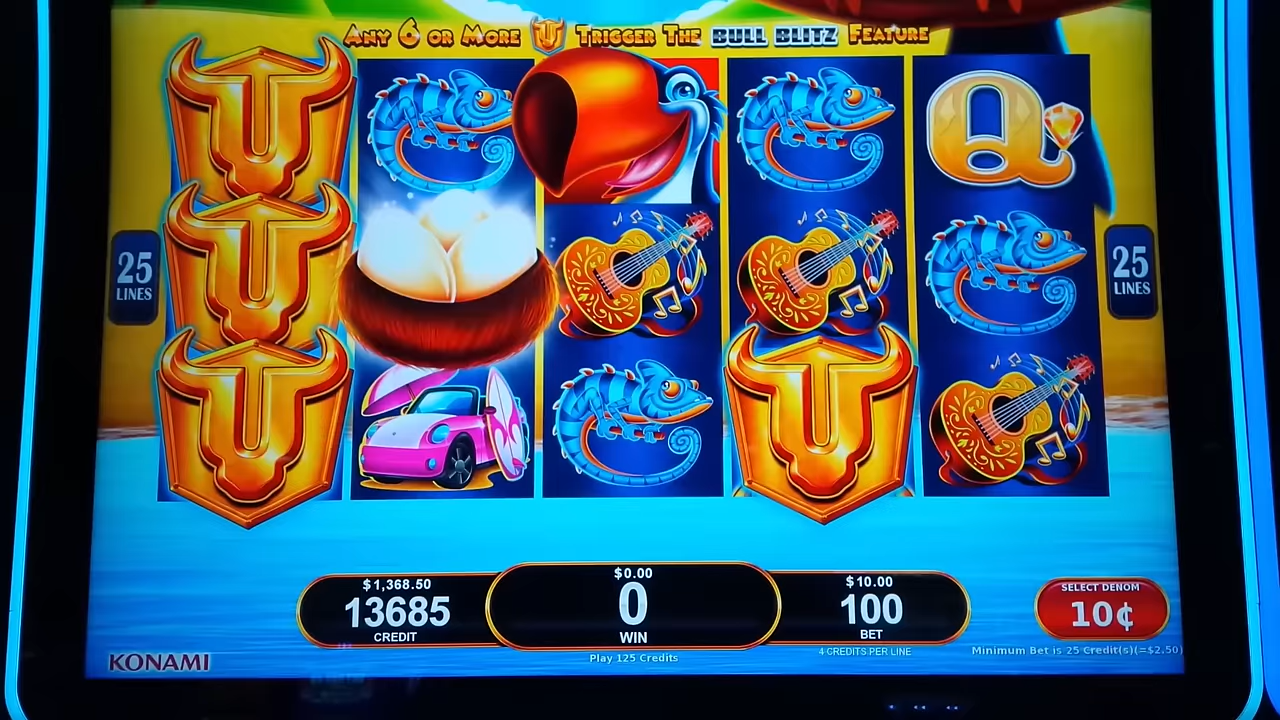 ANY 6 OR MORE TRIGGER THE BULL BLITZ FEATURE
Q
25
LINES
25
LINES
$1,368.50
13685
CREDIT
$0.00
0
WIN
Play 125 Credits
$10.00
100
BET
4 CREDITS PER LINE
SELECT DENOM
10¢
Minimum Bet is 25 Credit(s)(=$2.50)
KONAMI